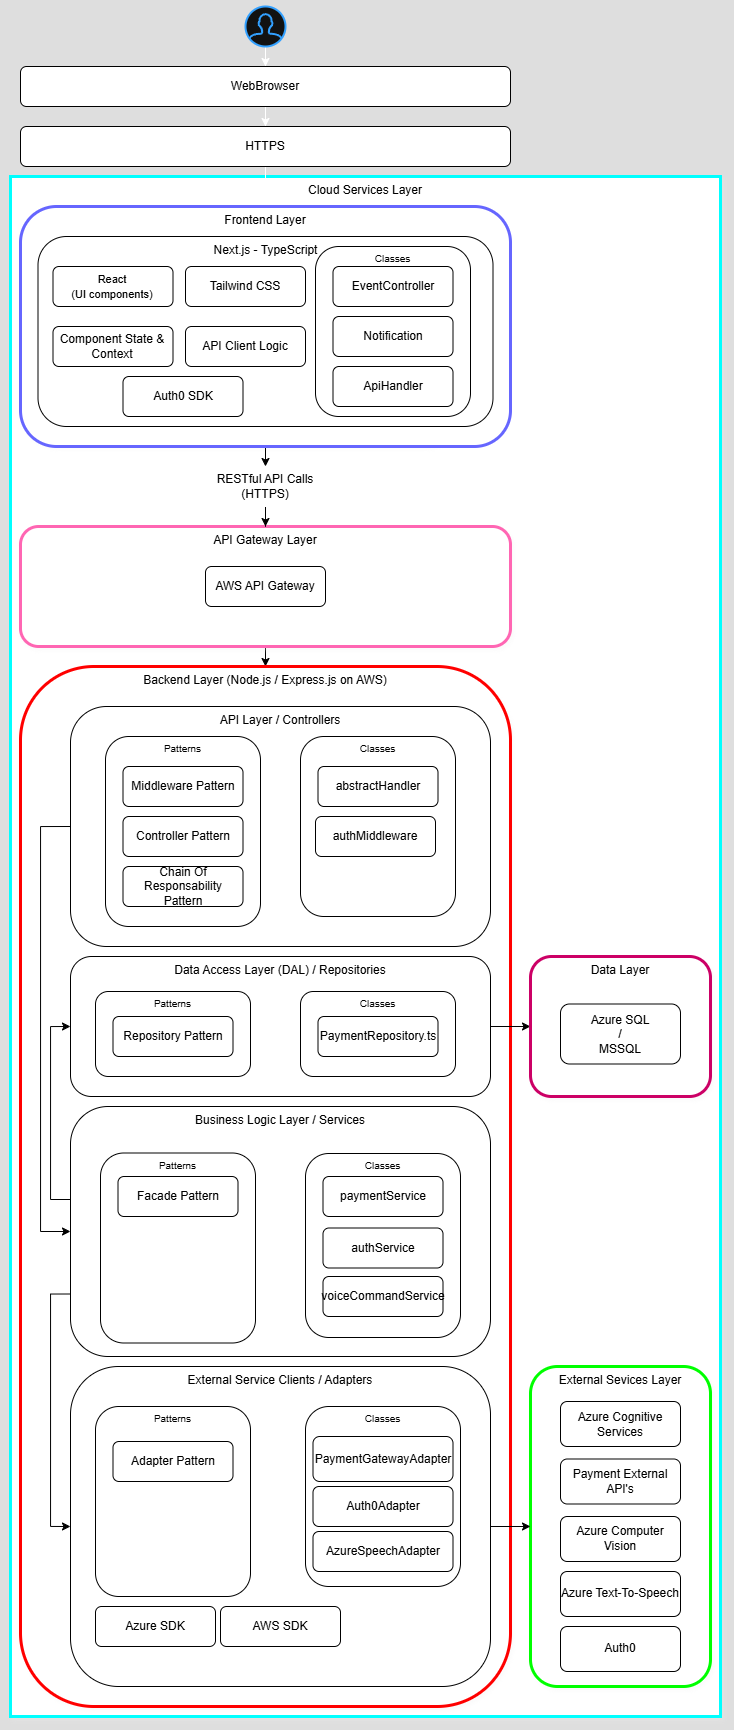 WebBrowser
HTTPS
Cloud Services Layer
Frontend Layer
Next.js - TypeScript
React
(UI components)
Tailwind CSS
Component State &
Context
API Client Logic
Auth0 SDK
Classes
EventController
Notification
ApiHandler
RESTful API Calls
(HTTPS)
API Gateway Layer
AWS API Gateway
Backend Layer (Node.js / Express.js on AWS)
API Layer / Controllers
Patterns
Middleware Pattern
Controller Pattern
Chain Of
Responsability
Pattern
Classes
abstractHandler
authMiddleware
Data Access Layer (DAL) / Repositories
Patterns
Repository Pattern
Classes
PaymentRepository.ts
Data Layer
Azure SQL
/
MSSQL
Business Logic Layer / Services
Patterns
Facade Pattern
Classes
paymentService
authService
voiceCommandService
External Service Clients / Adapters
Patterns
Adapter Pattern
Classes
PaymentGatewayAdapter
Auth0Adapter
AzureSpeechAdapter
Azure SDK
AWS SDK
External Sevices Layer
Azure Cognitive
Services
Payment External
API's
Azure Computer
Vision
Azure Text-To-Speech
Auth0